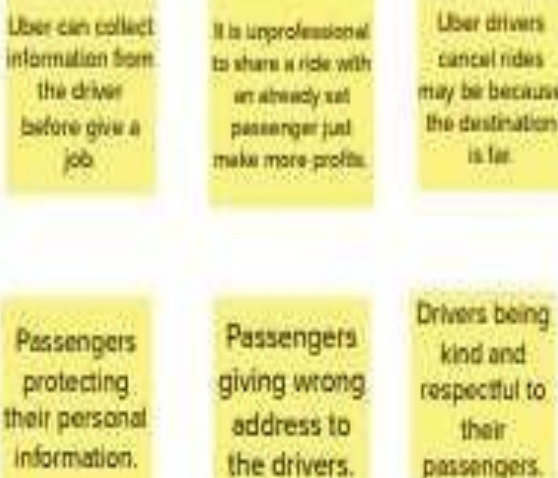 Uber can collect
information from
the driver
before give a
job
It is unprofessional
to share a ride with
an already sat
passenger just
make more profits.
Uber drivers
cancel rides
may be because
the destination
is far.
Passengers
protecting
their personal
information.
Passengers
giving wrong
address to
the drivers.
Drivers being
kind and
respectful to
their
passengers.